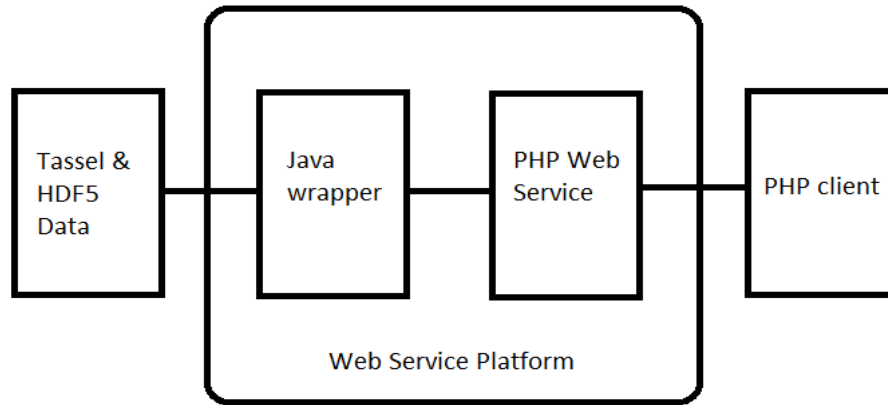 Tassel &
HDF5
Data
Java
wrapper
PHP Web
Service
PHP client
Web Service Platform